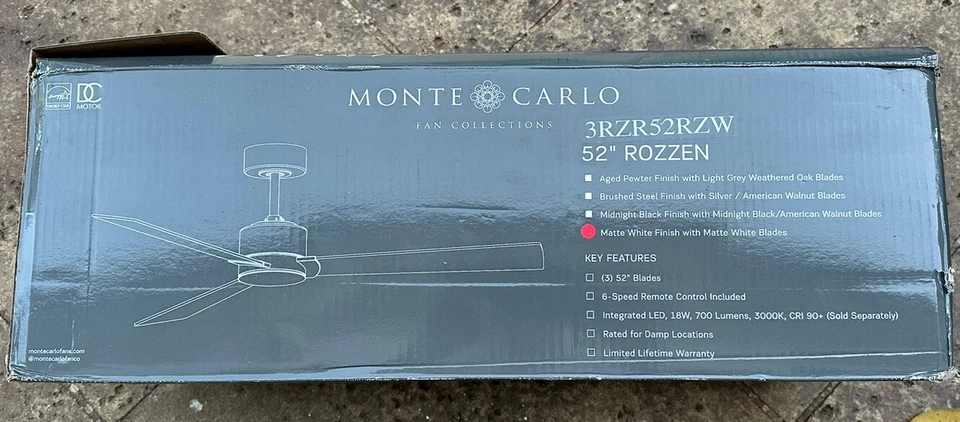 DC
MOTOR
MONTE CARLO
FAN COLLECTIONS
3RZR52RZW
52" ROZZEN
Aged Pewter Finish with Light Grey Weathered Oak Blades
Brushed Steel Finish with Silver / American Walnut Blades
Midnight Black Finish with Midnight Black/American Walnut Blades
Matte White Finish with Matte White Blades
KEY FEATURES
(3) 52" Blades
6-Speed Remote Control Included
Integrated LED, 18W, 700 Lumens, 3000K, CRI 90+ (Sold Separately)
Rated for Damp Locations
Limited Lifetime Warranty
montecarlofans.com
@montecarlofanco